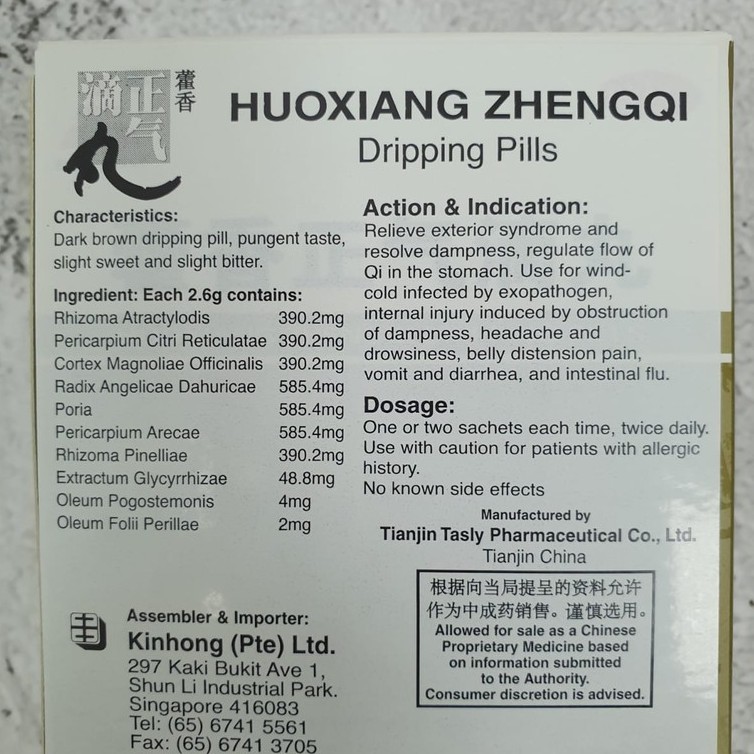 藿香
正气
滴丸
HUOXIANG ZHENGQI
Dripping Pills
Characteristics:
Dark brown dripping pill, pungent taste,
slight sweet and slight bitter.
Ingredient: Each 2.6g contains:
Rhizoma Atractylodis 390.2mg
Pericarpium Citri Reticulatae 390.2mg
Cortex Magnoliae Officinalis 390.2mg
Radix Angelicae Dahuricae 585.4mg
Poria 585.4mg
Pericarpium Arecae 585.4mg
Rhizoma Pinelliae 390.2mg
Extractum Glycyrrhizae 48.8mg
Oleum Pogostemonis 4mg
Oleum Folii Perillae 2mg
Action & Indication:
Relieve exterior syndrome and
resolve dampness, regulate flow of
Qi in the stomach. Use for wind-
cold infected by exopathogen,
internal injury induced by obstruction
of dampness, headache and
drowsiness, belly distension pain,
vomit and diarrhea, and intestinal flu.
Dosage:
One or two sachets each time, twice daily.
Use with caution for patients with allergic
history.
No known side effects
Manufactured by
Tianjin Tasly Pharmaceutical Co., Ltd.
Tianjin China
根据向当局提呈的资料允许
作为中成药销售。谨慎选用。
Allowed for sale as a Chinese
Proprietary Medicine based
on information submitted
to the Authority.
Consumer discretion is advised.
Assembler & Importer:
Kinhong (Pte) Ltd.
297 Kaki Bukit Ave 1,
Shun Li Industrial Park.
Singapore 416083
Tel: (65) 6741 5561
Fax: (65) 6741 3705